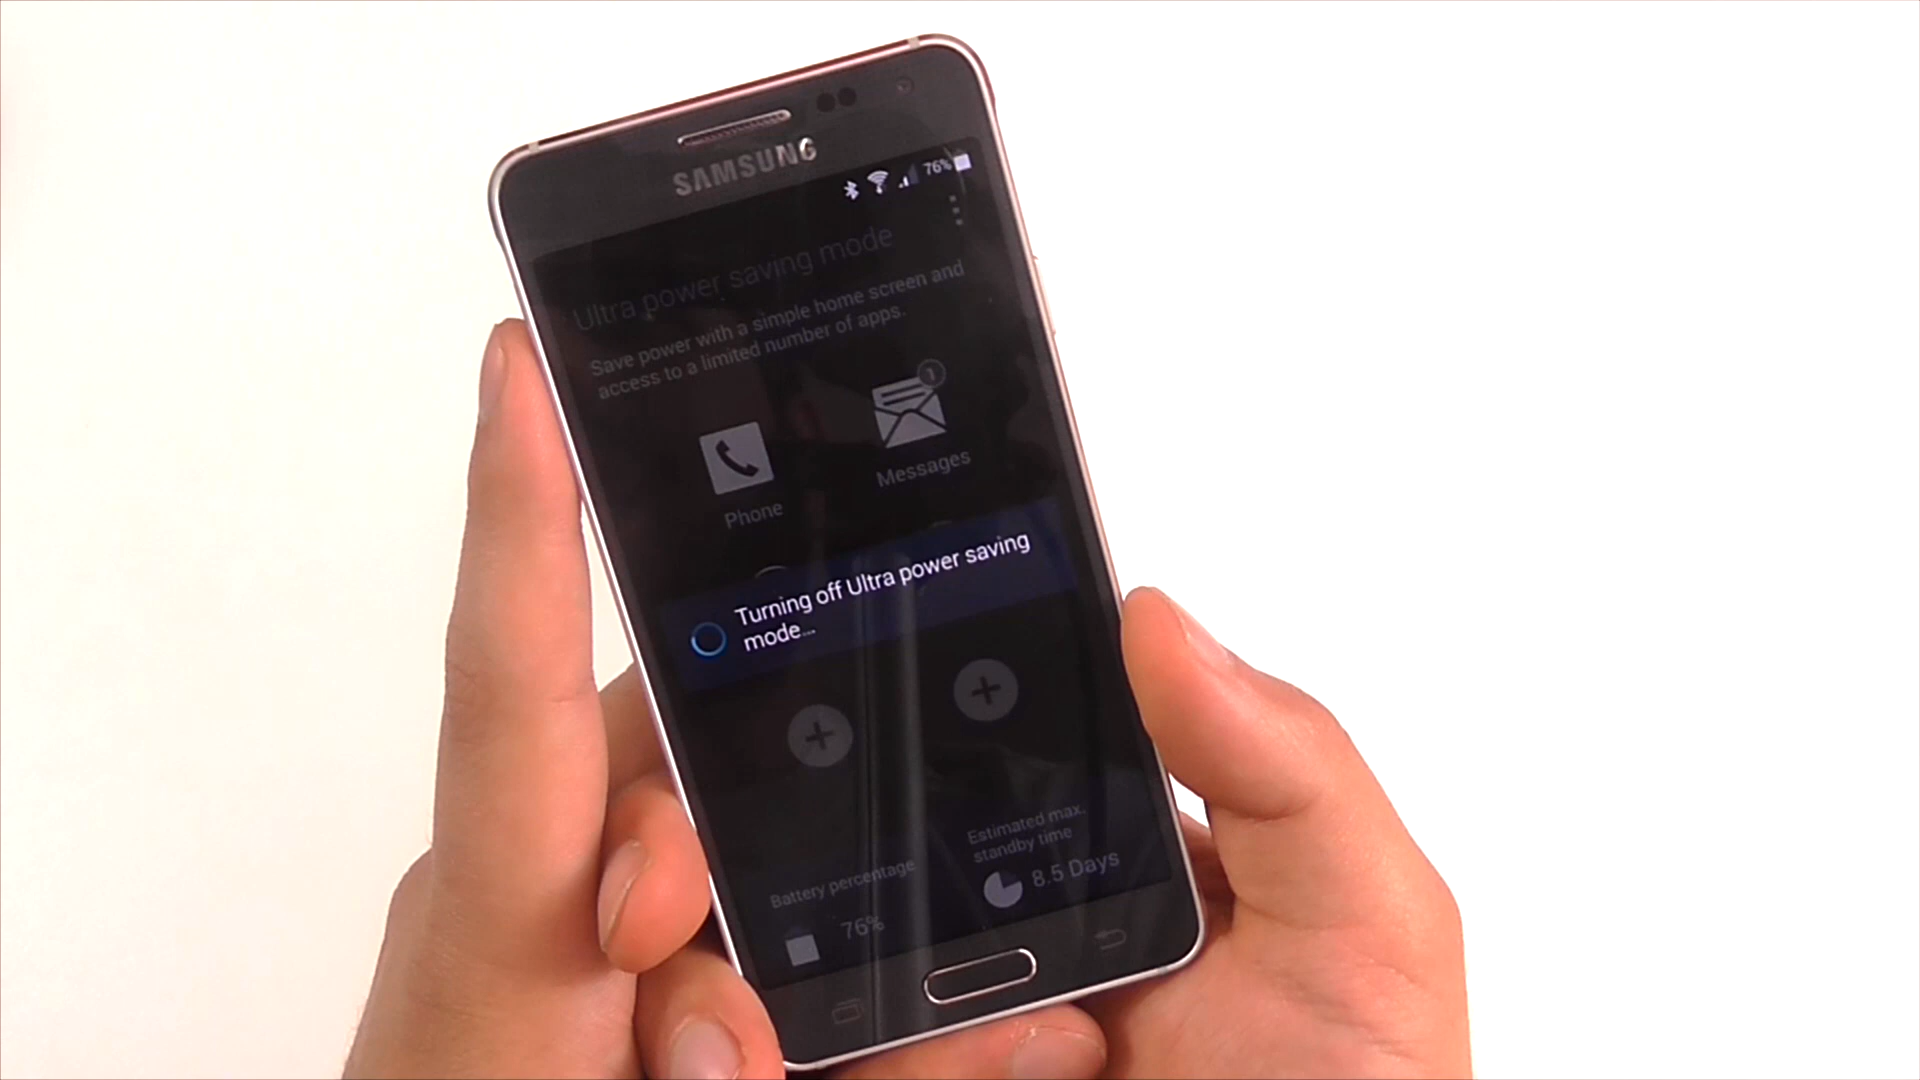 SAMSUNG
76%
Ultra power saving mode
Save power with a simple home screen and
access to a limited number of apps.
1
Phone
Messages
Turning off Ultra power saving
mode...
Battery percentage
76%
Estimated max.
standby time
8.5 Days